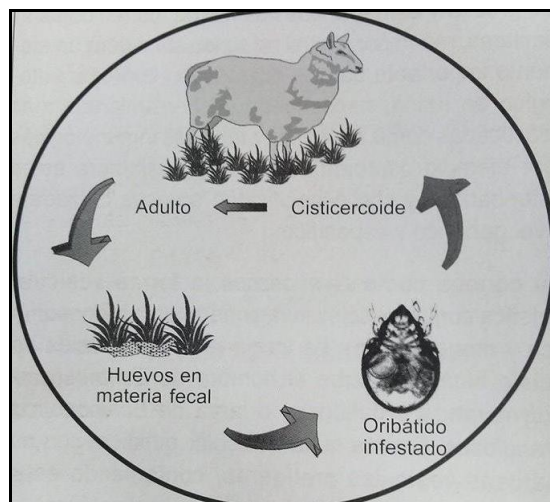 Adulto
Cisticercoide
Huevos en
materia fecal
Oribátido
infestado